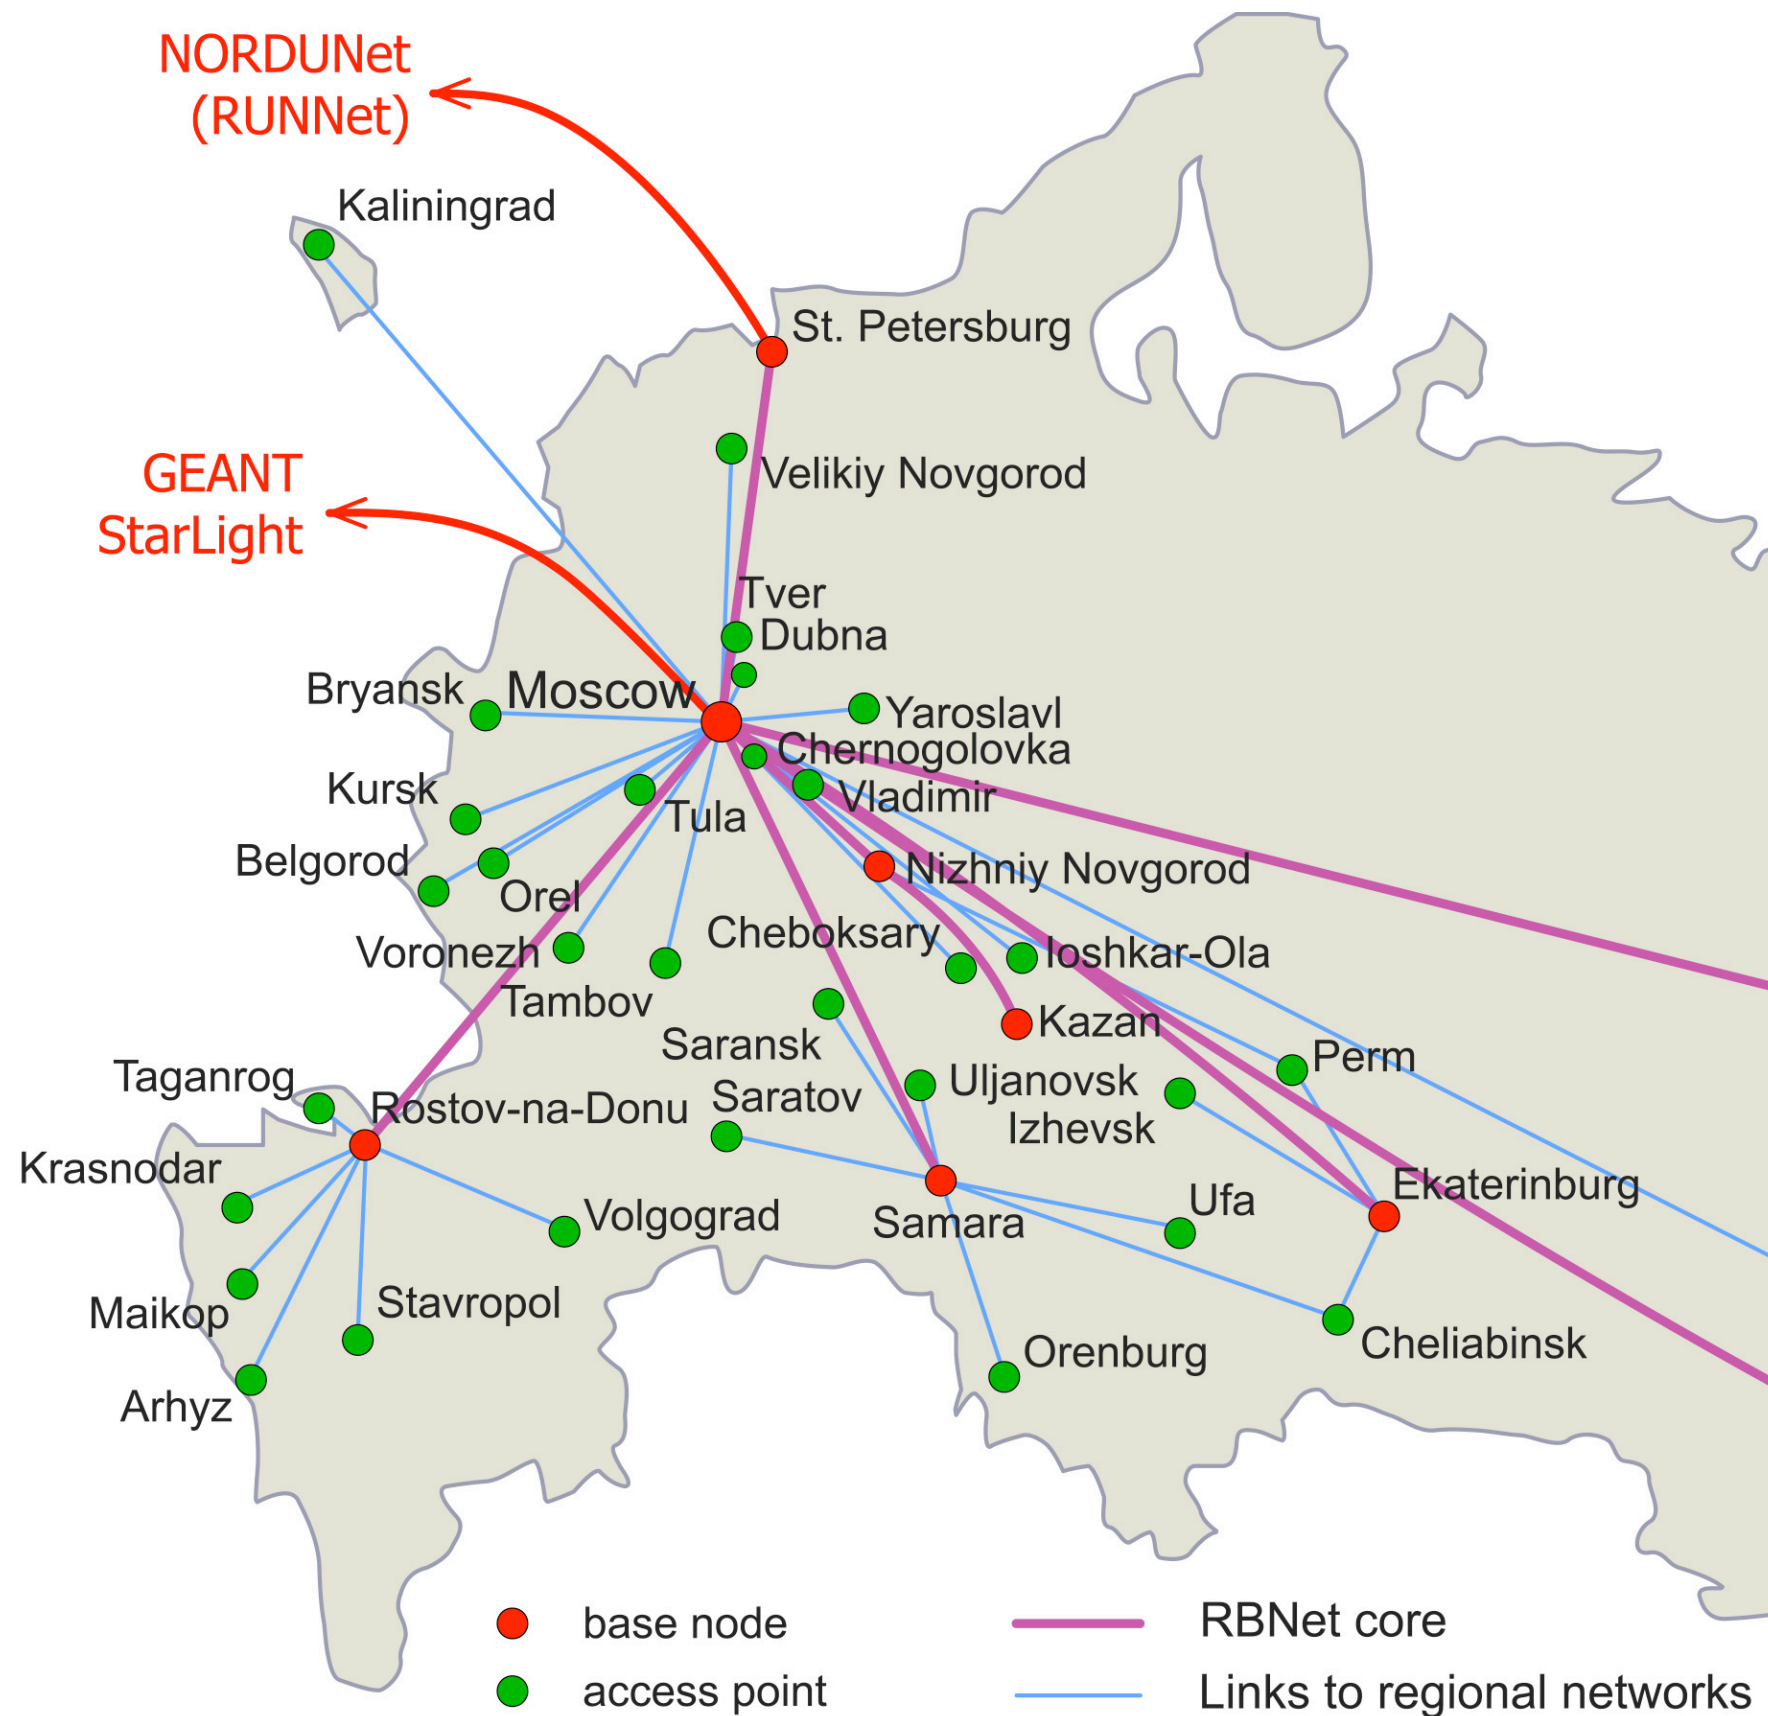 NORDUNet
(RUNNet)
Kaliningrad
St. Petersburg
GEANT
StarLight
Velikiy Novgorod
Tver
Dubna
Bryansk
Moscow
Yaroslavl
Chernogolovka
Kursk
Vladimir
Tula
Belgorod
Orel
Nizhniy Novgorod
Voronezh
Cheboksary
Ioshkar-Ola
Tambov
Saransk
Kazan
Perm
Taganrog
Saratov
Uljanovsk
Rostov-na-Donu
Izhevsk
Krasnodar
Ekaterinburg
Volgograd
Samara
Ufa
Maikop
Stavropol
Orenburg
Cheliabinsk
Arhyz
base node
RBNet core
access point
Links to regional networks